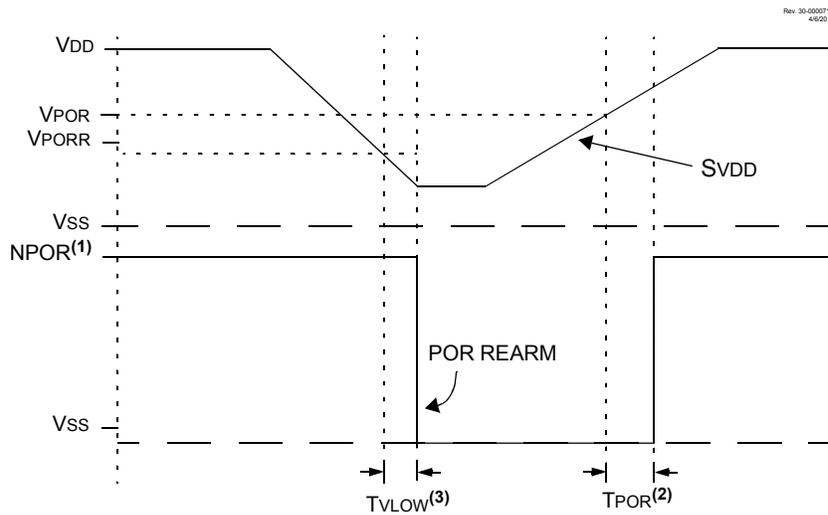 Rev. 30-000071
4/6/20
VDD
VPOR
VPORR
SVDD
VSS
NPOR(1)
POR REARM
VSS
TVLOW(3)
TPOR(2)